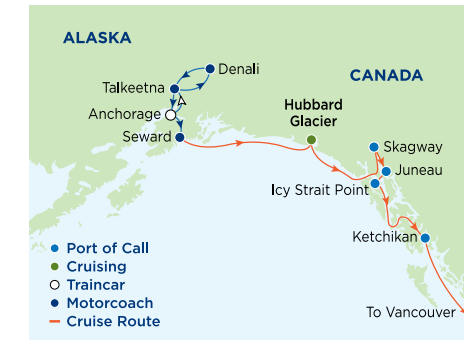 ALASKA
Denali
CANADA
Talkeetna
Hubbard
Glacier
Anchorage
Seward
Skagway
Juneau
Icy Strait Point
Ketchikan
Port of Call
Cruising
Traincar
Motorcoach
Cruise Route
To Vancouver